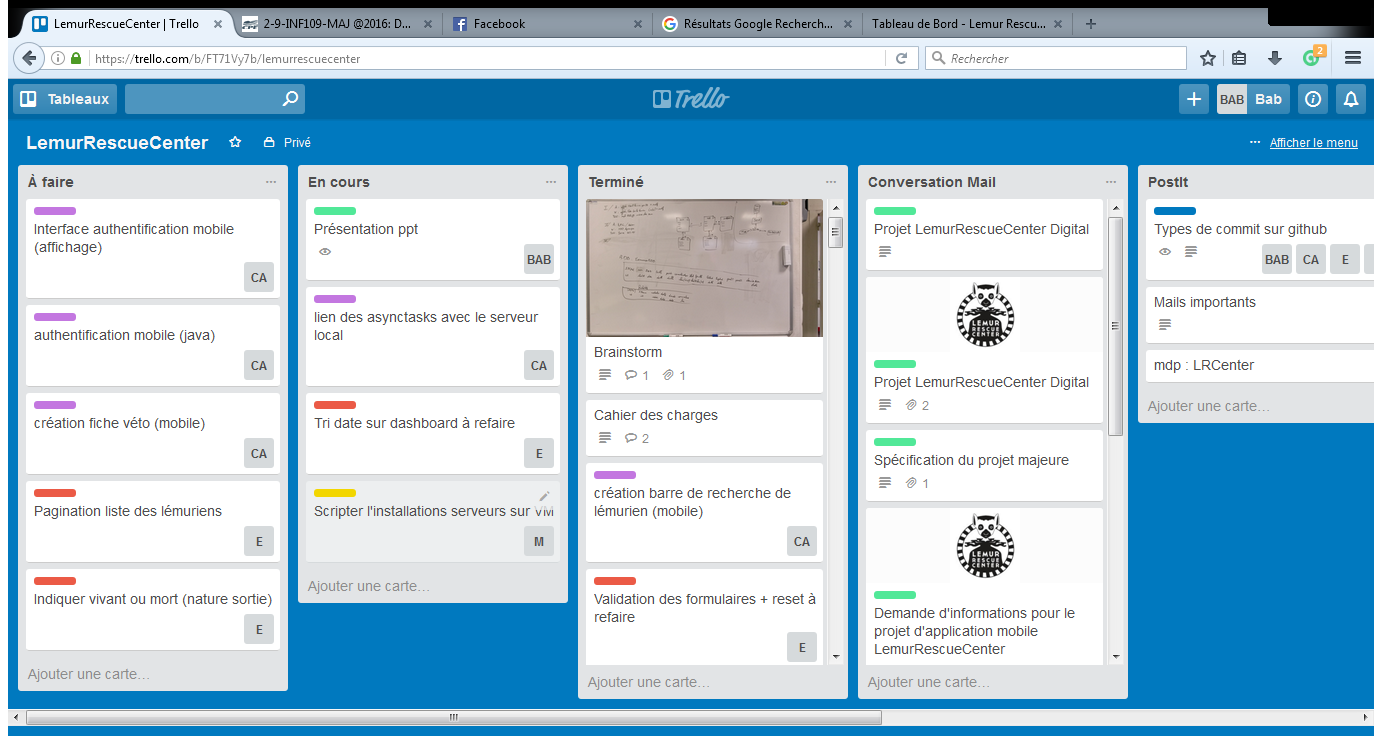 LemurRescueCenter | Trello
2-9-INF109-MAJ @2016: D...
Facebook
Résultats Google Recherch...
Tableau de Bord - Lemur Rescu...
https://trello.com/b/FT71Vy7b/lemurrescuecenter
Rechercher
2
Tableaux
Trello
BAB Bab
LemurRescueCenter
Privé
... Afficher le menu
À faire
Interface authentification mobile
(affichage)
CA
authentification mobile (java)
CA
création fiche véto (mobile)
CA
Pagination liste des lémuriens
E
Indiquer vivant ou mort (nature sortie)
E
Ajouter une carte...
En cours
Présentation ppt
BAB
lien des asynctasks avec le serveur
local
CA
Tri date sur dashboard à refaire
E
Scripter l'installations serveurs sur VM
M
Ajouter une carte...
Terminé
Brainstorm
1 1
Cahier des charges
2
création barre de recherche de
lémurien (mobile)
CA
Validation des formulaires + reset à
refaire
E
Ajouter une carte...
Conversation Mail
Projet LemurRescueCenter Digital
LEMUR
RESCUE
CENTER
Projet LemurRescueCenter Digital
2
Spécification du projet majeure
1
LEMUR
RESCUE
CENTER
Demande d'informations pour le
projet d'application mobile
LemurRescueCenter
Ajouter une carte...
PostIt
Types de commit sur github
BAB CA E
Mails importants
mdp : LRCenter
Ajouter une carte...